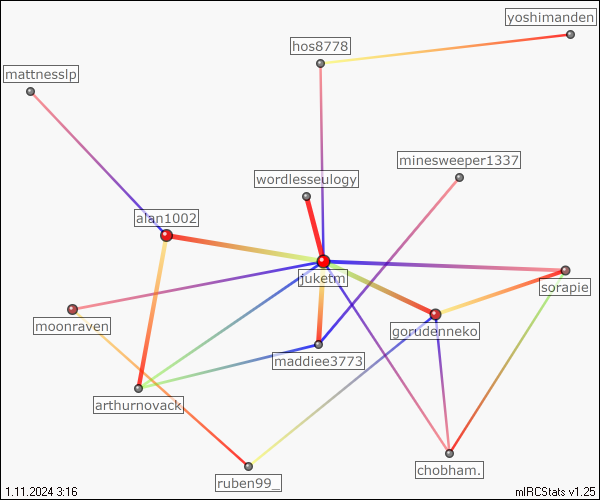 yoshimanden
hos8778
mattnesslp
minesweeper1337
wordlesseulogy
alan1002
juketm
sorapie
moonraven
gorudenneko
maddiee3773
arthurnovack
chobham.
ruben99_
1.11.2024 3:16
mIRCStats v1.25